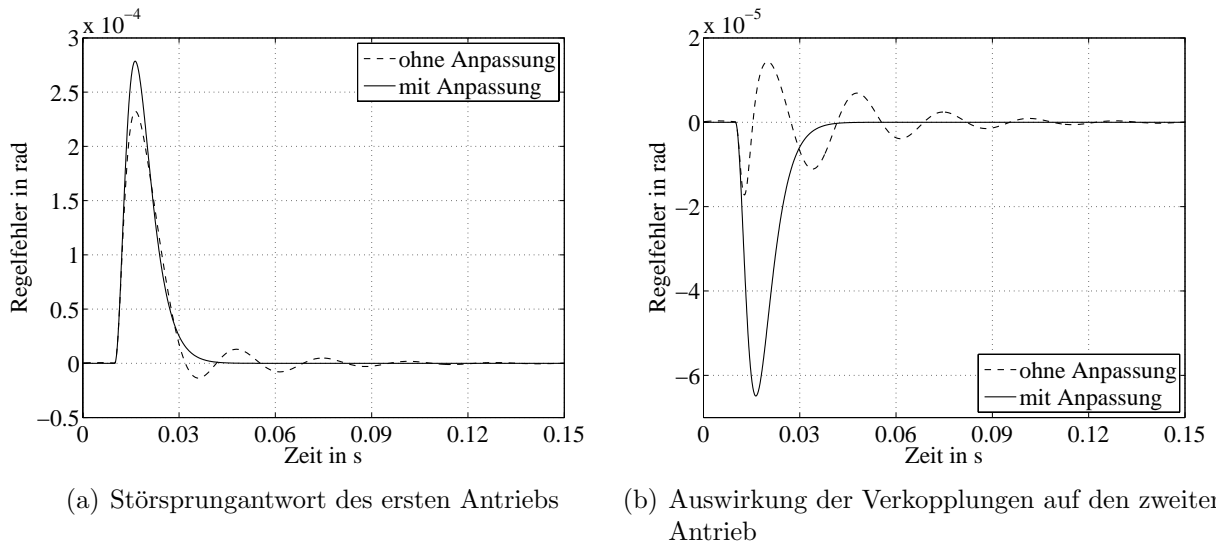 x 10⁻⁴
3
2.5
2
1.5
1
0.5
0
−0.5
0
0.03
0.06
0.09
0.12
0.15
Regelfehler in rad
Zeit in s
ohne Anpassung
mit Anpassung
(a) Störsprungantwort des ersten Antriebs
x 10⁻⁵
2
0
−2
−4
−6
0
0.03
0.06
0.09
0.12
0.15
Regelfehler in rad
Zeit in s
ohne Anpassung
mit Anpassung
(b) Auswirkung der Verkopplungen auf den zweiten
Antrieb